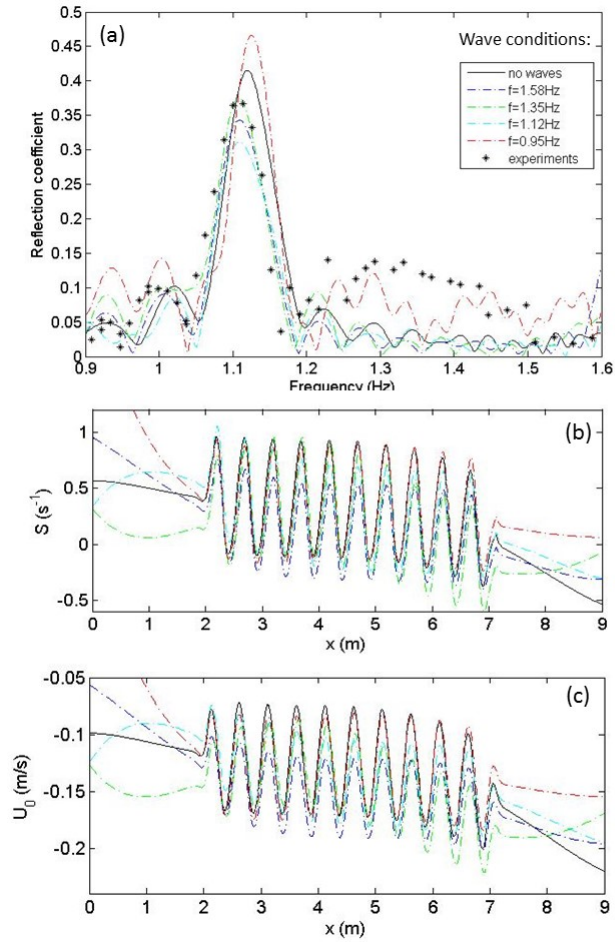 (a)
Wave conditions:
no waves
f=1.58Hz
f=1.35Hz
f=1.12Hz
f=0.95Hz
experiments
Reflection coefficient
0.5
0.45
0.4
0.35
0.3
0.25
0.2
0.15
0.1
0.05
0
0.9
1
1.1
1.2
1.3
1.4
1.5
1.6
Frequency (Hz)
(b)
S (s⁻¹)
1
0.5
0
-0.5
0
1
2
3
4
5
6
7
8
9
x (m)
(c)
U₀ (m/s)
-0.05
-0.1
-0.15
-0.2
0
1
2
3
4
5
6
7
8
9
x (m)